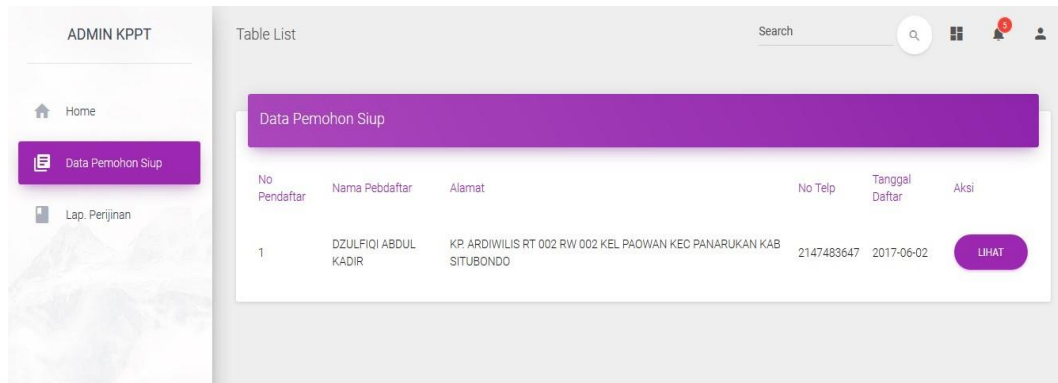 ADMIN KPPT
Home
Data Pemohon Siup
Lap. Perijinan
Table List
Search
5
Data Pemohon Siup
No Pendaftar
Nama Pebdaftar
Alamat
No Telp
Tanggal Daftar
Aksi
1
DZULFIQI ABDUL
KADIR
KP. ARDIWILIS RT 002 RW 002 KEL PAOWAN KEC PANARUKAN KAB
SITUBONDO
2147483647
2017-06-02
LIHAT